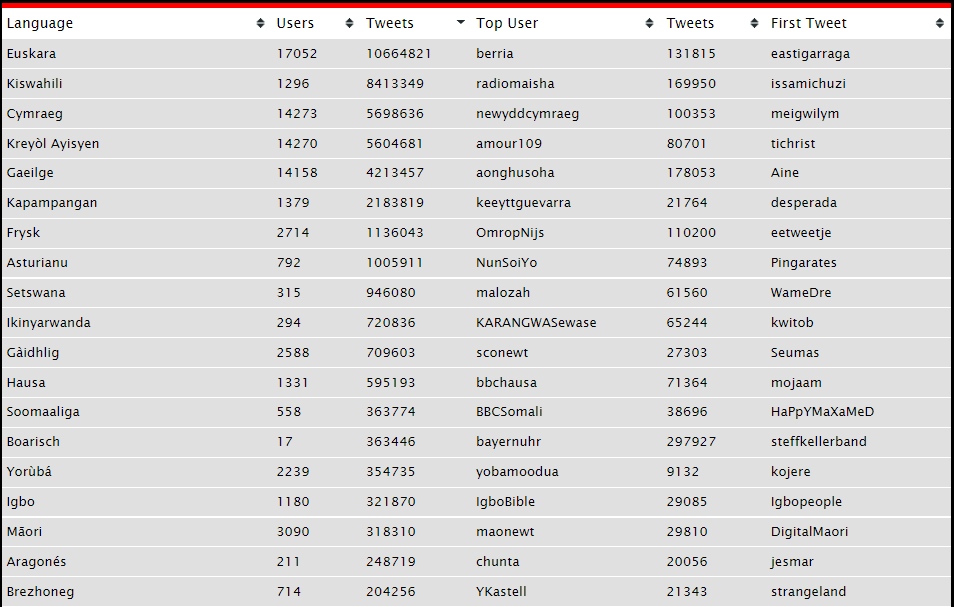 Language Users Tweets Top User Tweets First Tweet
Euskara 17052 10664821 berria 131815 eastigarraga
Kiswahili 1296 8413349 radiomaisha 169950 issamichuzi
Cymraeg 14273 5698636 newyddcymraeg 100353 meigwilym
Kreyòl Ayisyen 14270 5604681 amour109 80701 tichrist
Gaeilge 14158 4213457 aonghusoha 178053 Aine
Kapampangan 1379 2183819 keeyttguevarra 21764 desperada
Frysk 2714 1136043 OmropNijs 110200 eetweetje
Asturianu 792 1005911 NunSoiYo 74893 Pingarates
Setswana 315 946080 malozah 61560 WameDre
Ikinyarwanda 294 720836 KARANGWASewase 65244 kwitob
Gàidhlig 2588 709603 sconewt 27303 Seumas
Hausa 1331 595193 bbchausa 71364 mojaam
Soomaaliga 558 363774 BBCSomali 38696 HaPpYMaXaMeD
Boarisch 17 363446 bayernuhr 297927 steffkellerband
Yorùbá 2239 354735 yobamoodua 9132 kojere
Igbo 1180 321870 IgboBible 29085 Igbopeople
Māori 3090 318310 maonewt 29810 DigitalMaori
Aragonés 211 248719 chunta 20056 jesmar
Brezhoneg 714 204256 YKastell 21343 strangeland